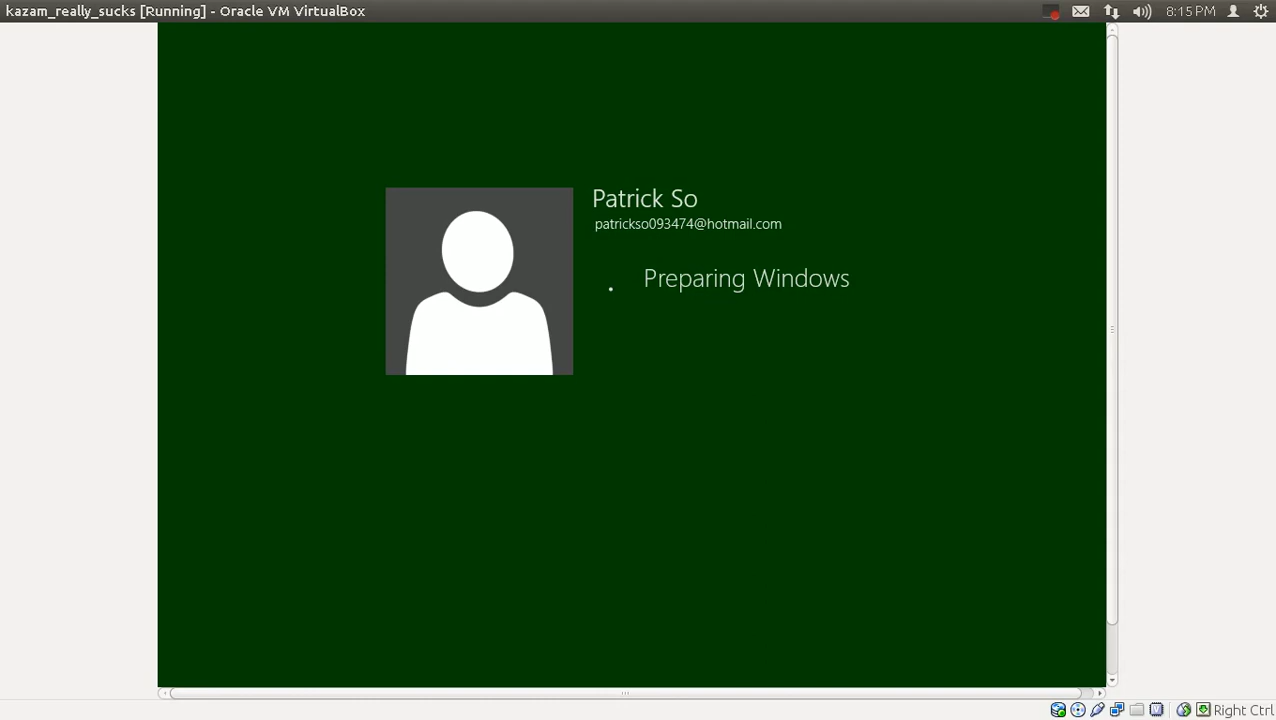 kazam_really_sucks [Running] - Oracle VM VirtualBox
8:15 PM
Patrick So
patrickso093474@hotmail.com
Preparing Windows
Right Ctrl